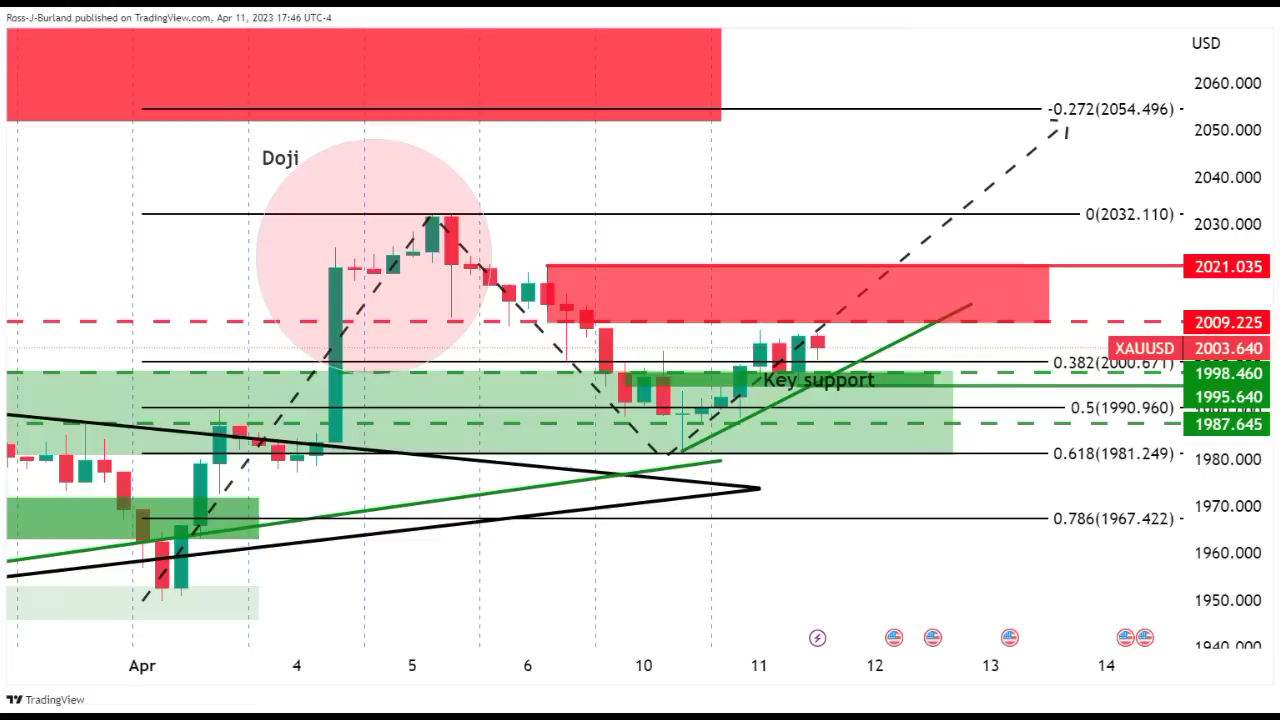 Ross-J-Burland published on TradingView.com, Apr 11, 2023 17:46 UTC-4
USD
2060.000
-0.272(2054.496)
2050.000
Doji
2040.000
0(2032.110)
2030.000
2021.035
2009.225
XAUUSD 2003.640
0.382(2000.671)
1998.460
Key support
1995.640
0.5(1990.960)
1987.645
0.618(1981.249)
1980.000
1970.000
0.786(1967.422)
1960.000
1950.000
1940.000
Apr 4 5 6 10 11 12 13 14
TradingView